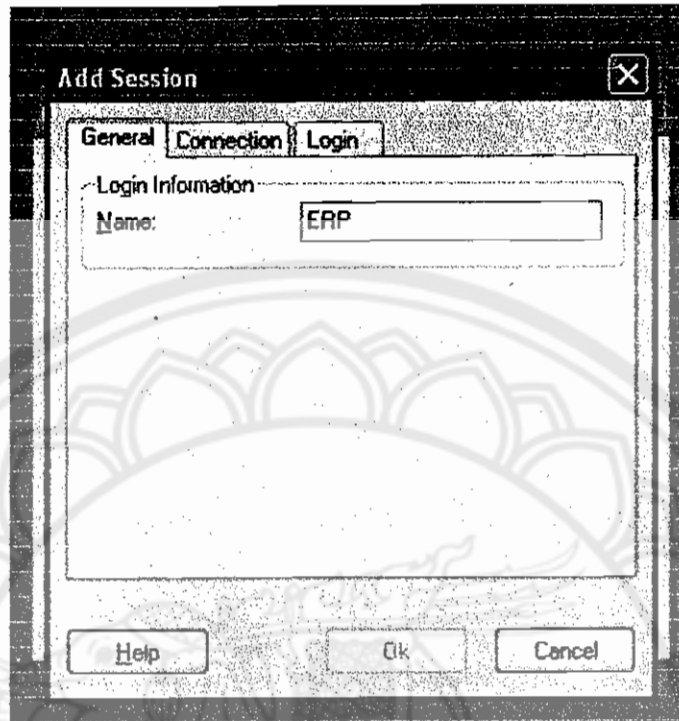 Add Session
General Connection Login
Login Information
Name: ERP
Help Ok Cancel